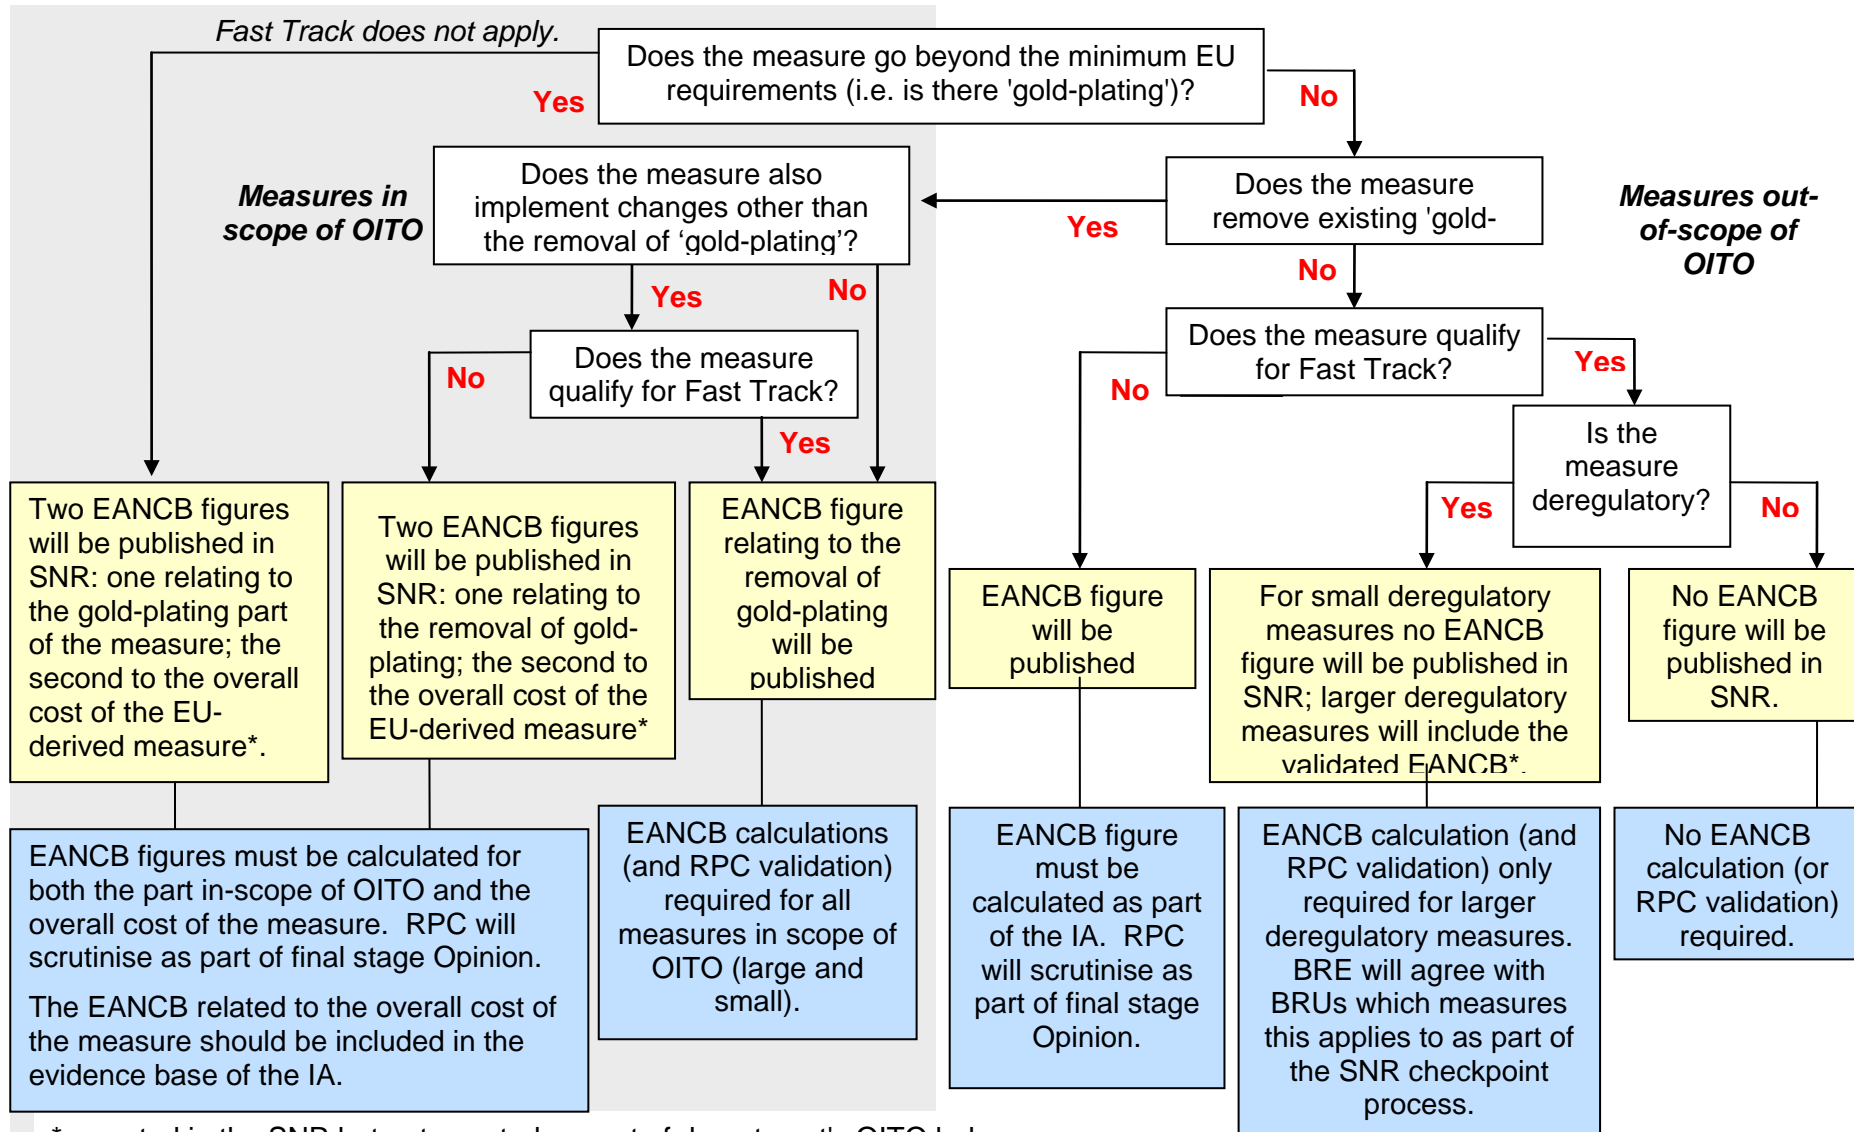 Fast Track does not apply.
Does the measure go beyond the minimum EU
requirements (i.e. is there 'gold-plating')?
Yes
No
Measures in
scope of OITO
Does the measure also
implement changes other than
the removal of ‘gold-plating’?
Yes
Does the measure
remove existing 'gold-
Measures out-
of-scope of
OITO
Yes
No
No
Does the measure
qualify for Fast Track?
No
Yes
Does the measure qualify
for Fast Track?
No
Yes
Is the
measure
deregulatory?
Yes
No
Two EANCB figures
will be published in
SNR: one relating to
the gold-plating part
of the measure; the
second to the overall
cost of the EU-
derived measure*.
Two EANCB figures
will be published in
SNR: one relating to
the removal of gold-
plating; the second to
the overall cost of the
EU-derived measure*
EANCB figure
relating to the
removal of
gold-plating
will be
published
EANCB figure
will be
published
For small deregulatory
measures no EANCB
figure will be published in
SNR; larger deregulatory
measures will include the
validated EANCB*.
No EANCB
figure will be
published in
SNR.
EANCB figures must be calculated for
both the part in-scope of OITO and the
overall cost of the measure. RPC will
scrutinise as part of final stage Opinion.
The EANCB related to the overall cost of
the measure should be included in the
evidence base of the IA.
EANCB calculations
(and RPC validation)
required for all
measures in scope of
OITO (large and
small).
EANCB figure
must be
calculated as part
of the IA. RPC
will scrutinise as
part of final stage
Opinion.
EANCB calculation (and
RPC validation) only
required for larger
deregulatory measures.
BRE will agree with
BRUs which measures
this applies to as part of
the SNR checkpoint
process.
No EANCB
calculation (or
RPC validation)
required.